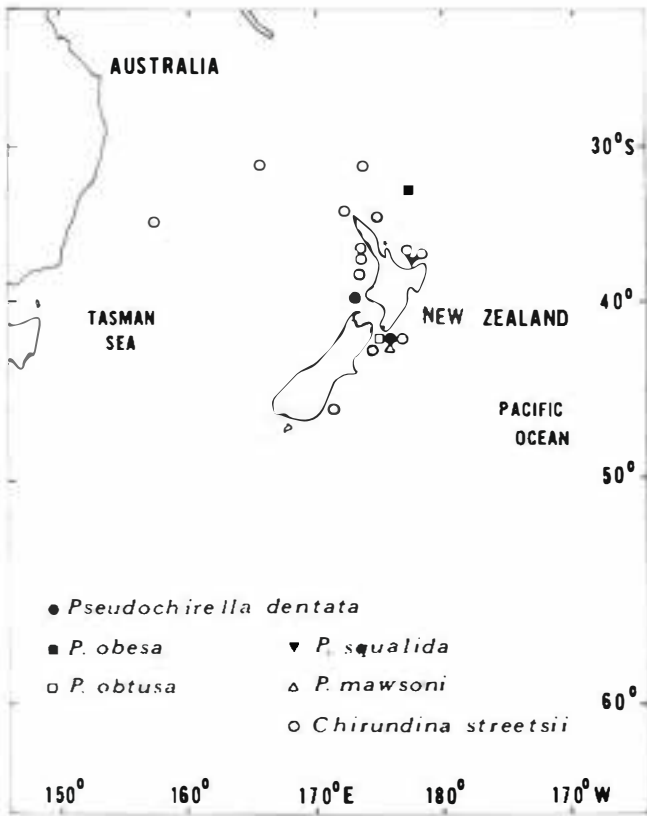 AUSTRALIA
30°S
40°
TASMAN
SEA
NEW ZEALAND
PACIFIC
OCEAN
50°
Pseudochirella dentata
P. obesa
P. squalida
P. obtusa
P. mawsoni
Chirundina streetsii
60°
150°
160°
170°E
180°
170°W